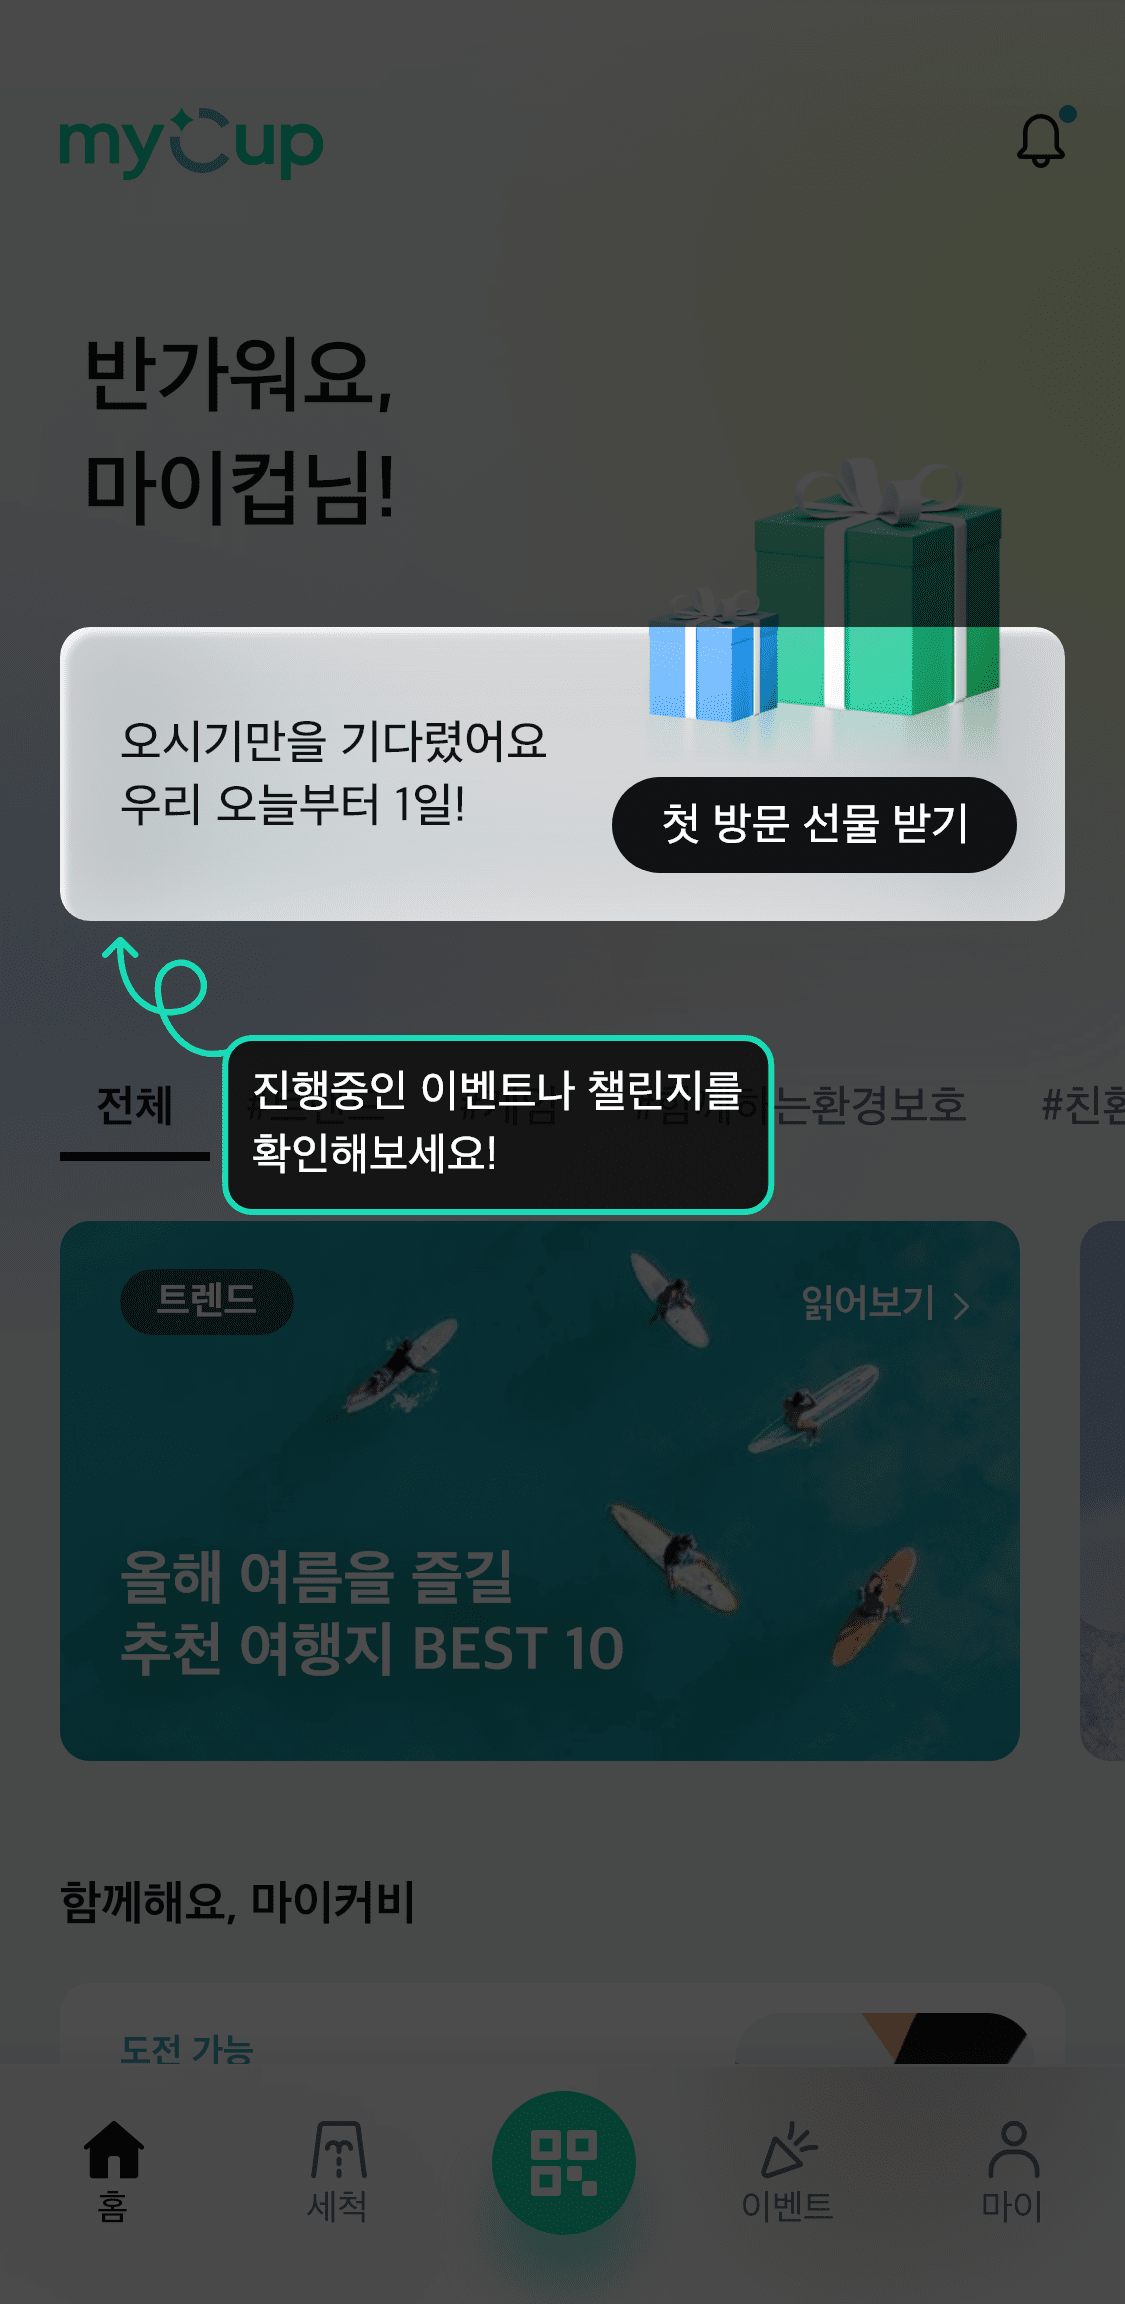 myCup
반가워요,
마이컵님!
오시기만을 기다렸어요
우리 오늘부터 1일!
첫 방문 선물 받기
진행중인 이벤트나 챌린지를
확인해보세요!
전체
#함께하는환경보호
#친환
트렌드
읽어보기
올해 여름을 즐길
추천 여행지 BEST 10
함께해요, 마이커비
도전 가능
홈
세척
이벤트
마이